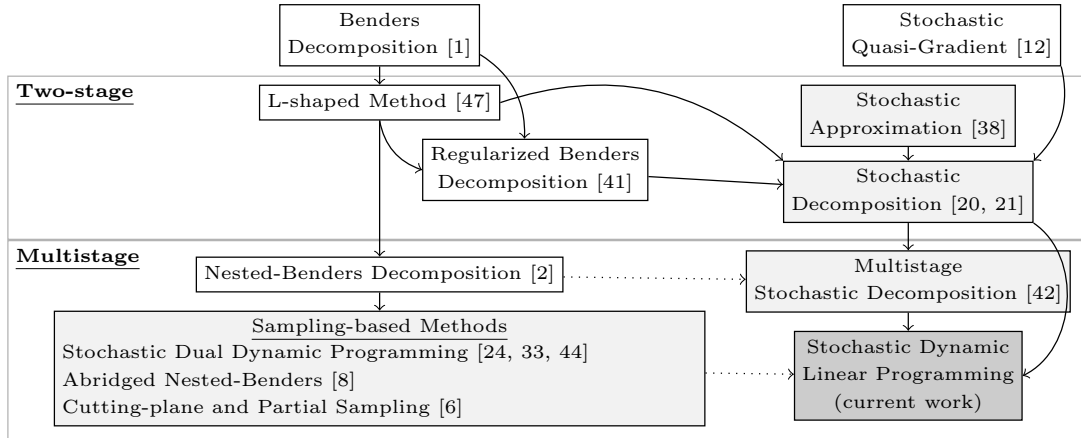 Benders
Decomposition [1]
Stochastic
Quasi-Gradient [12]
Two-stage
L-shaped Method [47]
Stochastic
Approximation [38]
Regularized Benders
Decomposition [41]
Stochastic
Decomposition [20, 21]
Multistage
Nested-Benders Decomposition [2]
Multistage
Stochastic Decomposition [42]
Sampling-based Methods
Stochastic Dual Dynamic Programming [24, 33, 44]
Abridged Nested-Benders [8]
Cutting-plane and Partial Sampling [6]
Stochastic Dynamic
Linear Programming
(current work)